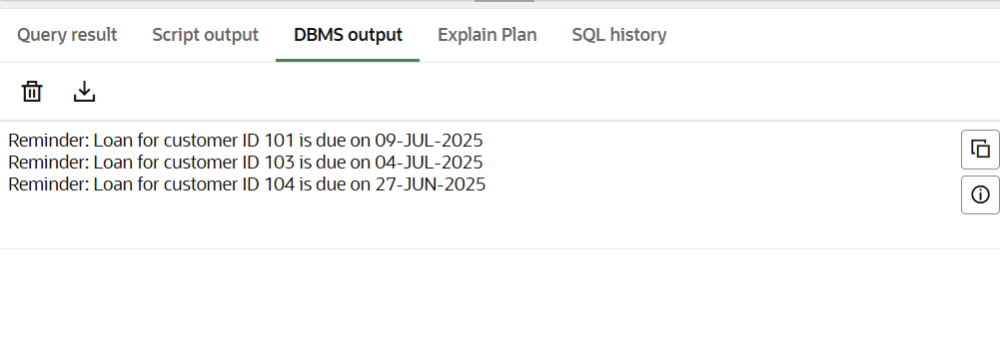 Query result Script output DBMS output Explain Plan SQL history
Reminder: Loan for customer ID 101 is due on 09-JUL-2025
Reminder: Loan for customer ID 103 is due on 04-JUL-2025
Reminder: Loan for customer ID 104 is due on 27-JUN-2025